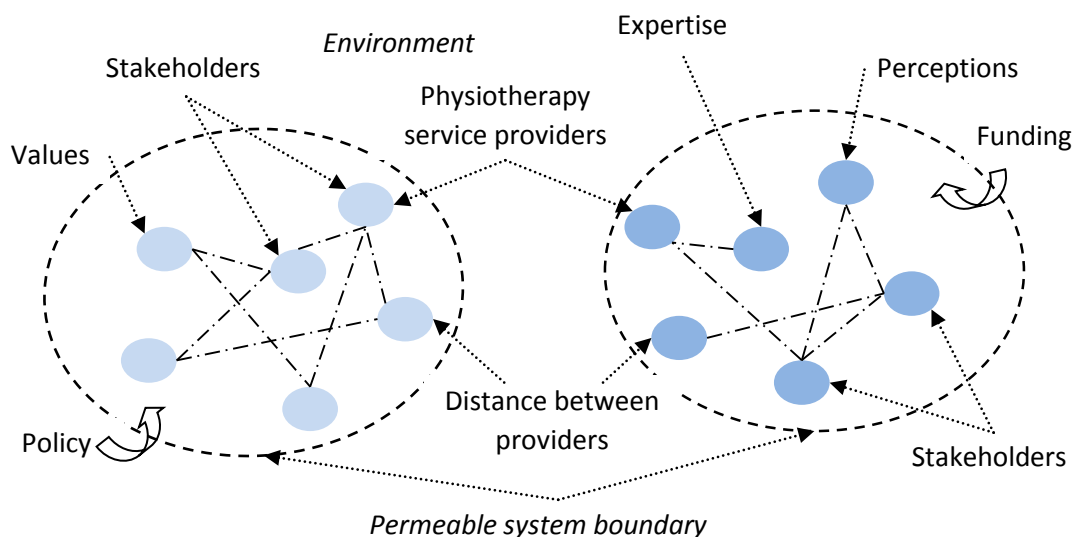 Environment
Expertise
Stakeholders
Perceptions
Physiotherapy
service providers
Funding
Values
Distance between
providers
Policy
Stakeholders
Permeable system boundary